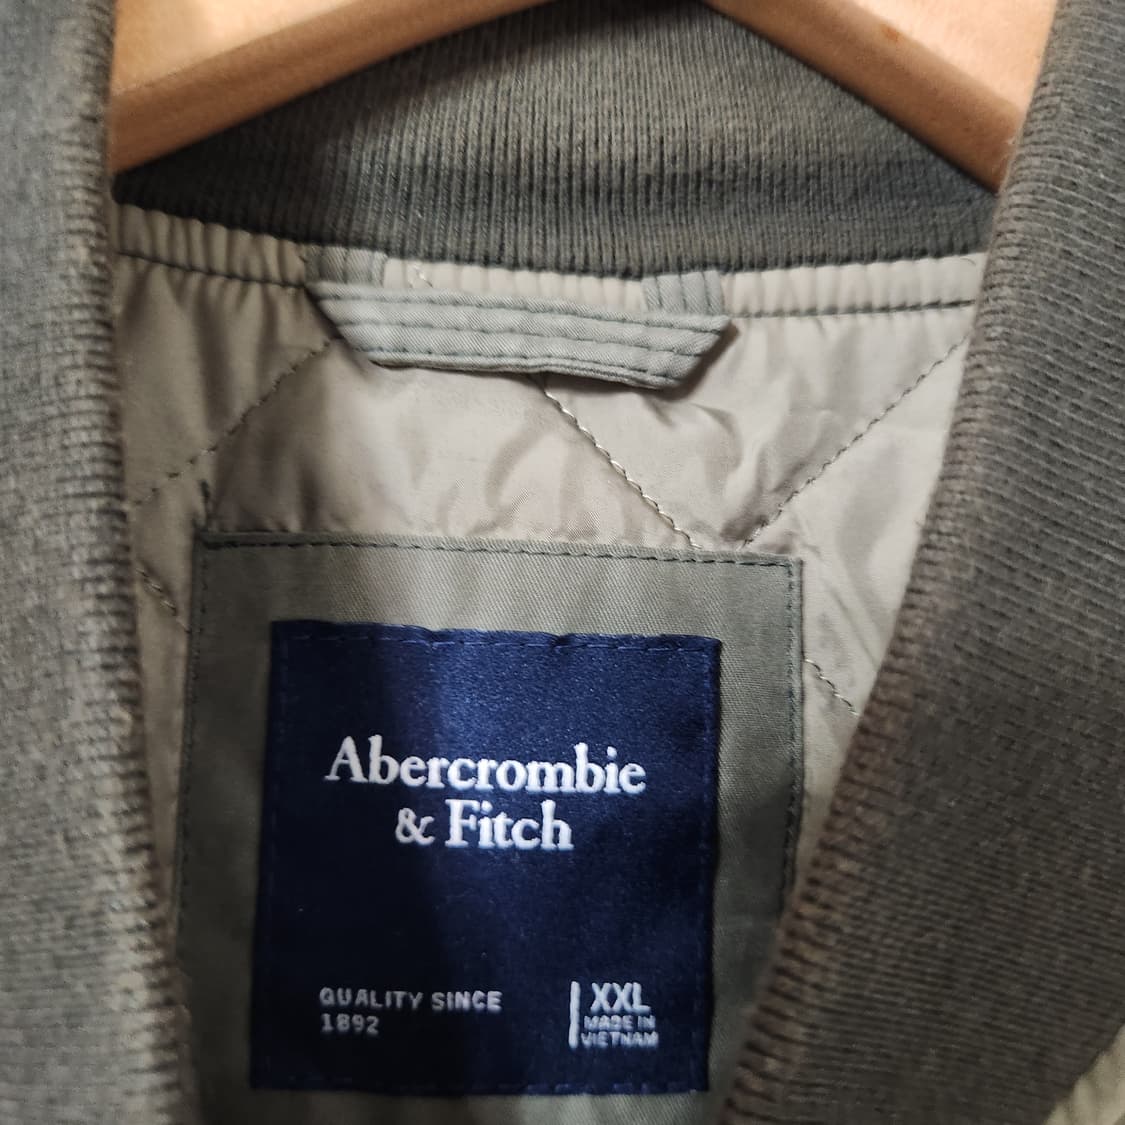 Abercrombie
& Fitch
QUALITY SINCE
1892
XXL
MADE IN
VIETNAM